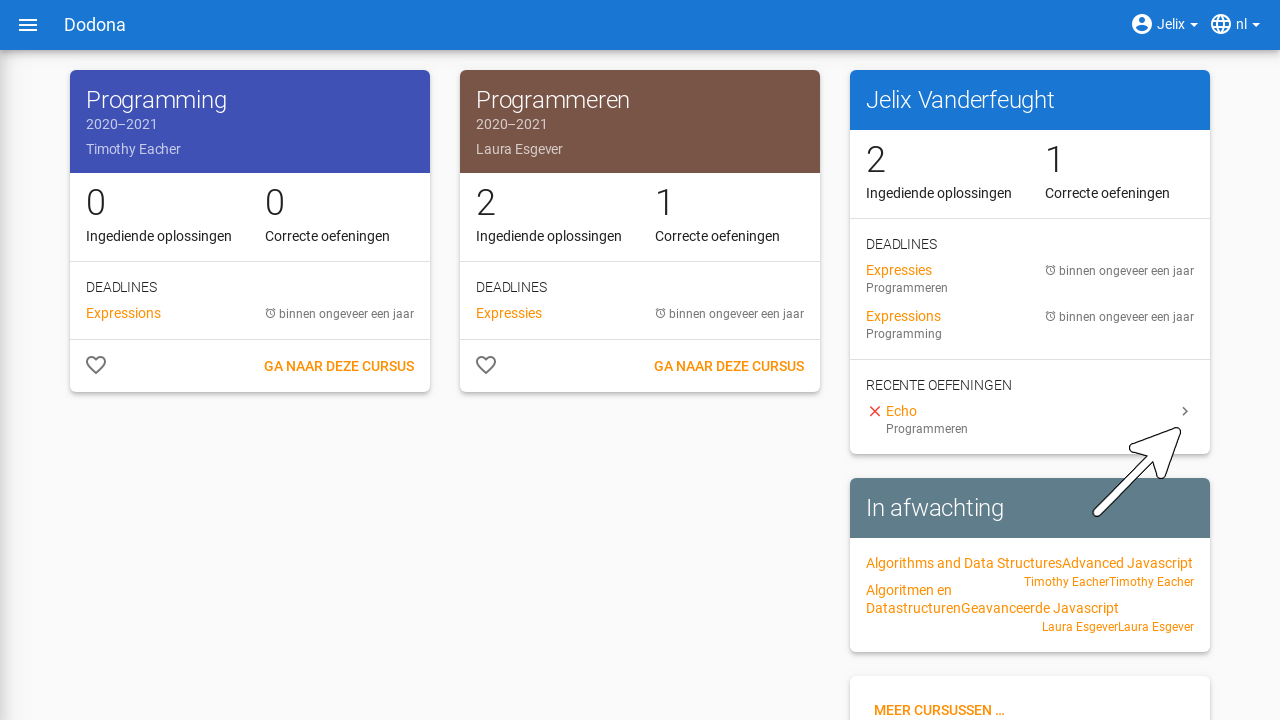 Dodona
Jelix
nl
Programming
2020–2021
Timothy Eacher
0
Ingediende oplossingen
0
Correcte oefeningen
DEADLINES
Expressions
binnen ongeveer een jaar
GA NAAR DEZE CURSUS
Programmeren
2020–2021
Laura Esgever
2
Ingediende oplossingen
1
Correcte oefeningen
DEADLINES
Expressies
binnen ongeveer een jaar
GA NAAR DEZE CURSUS
Jelix Vanderfeught
2
Ingediende oplossingen
1
Correcte oefeningen
DEADLINES
Expressies
binnen ongeveer een jaar
Programmeren
Expressions
binnen ongeveer een jaar
Programming
RECENTE OEFENINGEN
Echo
Programmeren
In afwachting
Algorithms and Data StructuresAdvanced Javascript
Timothy EacherTimothy Eacher
Algoritmen en
DatastructurenGeavanceerde Javascript
Laura EsgeverLaura Esgever
MEER CURSUSSEN ...